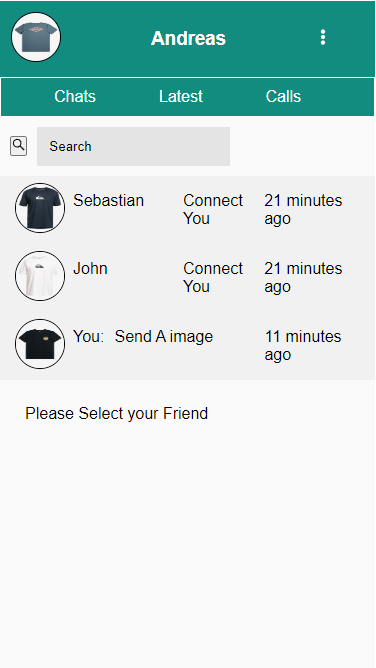 Andreas
Chats Latest Calls
Search
Sebastian Connect You 21 minutes ago
John Connect You 21 minutes ago
You: Send A image 11 minutes ago
Please Select your Friend